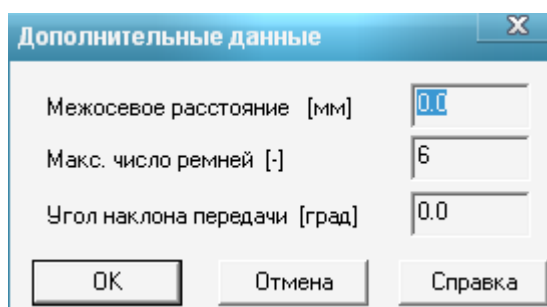 Дополнительные данные
Межосевое расстояние [мм] 0.0
Макс. число ремней [-] 6
Угол наклона передачи [град] 0.0
OK Отмена Справка